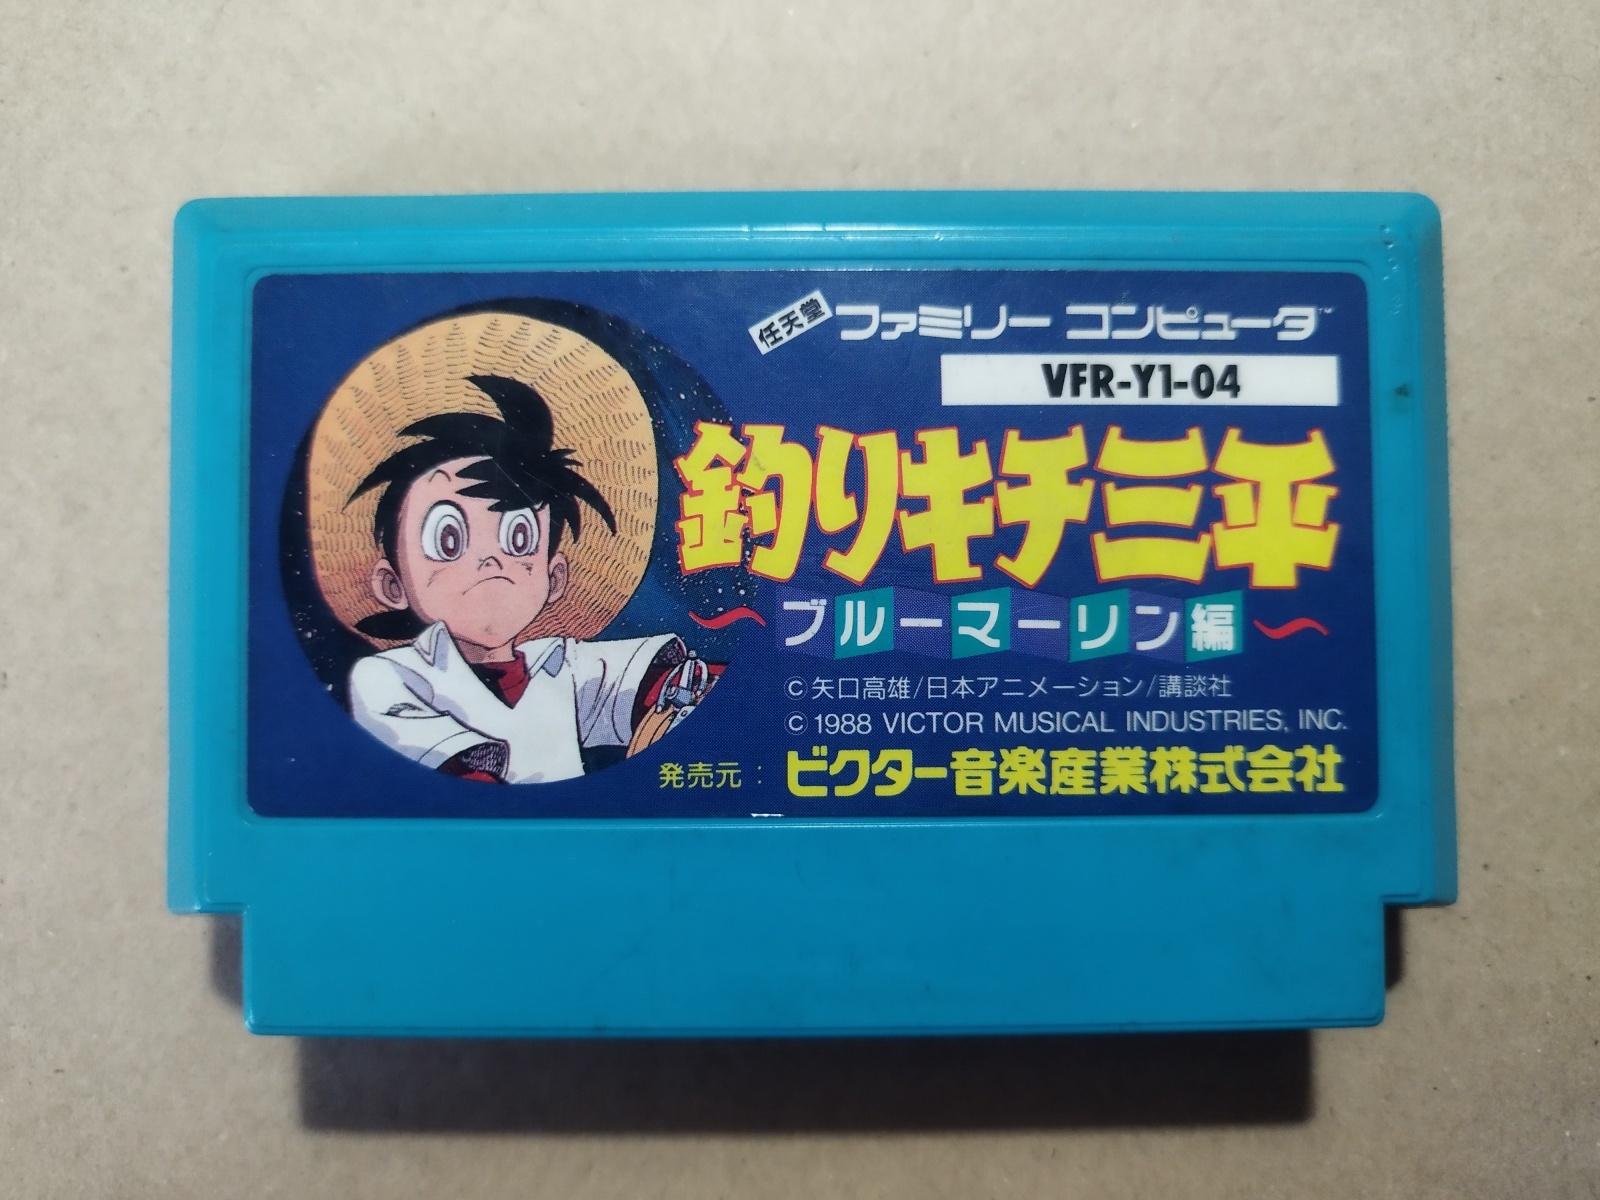 任天堂 ファミリー コンピュータ™
VFR-Y1-04
釣りキチ三平
～ブルーマーリン編～
©矢口高雄/日本アニメーション/講談社
© 1988 VICTOR MUSICAL INDUSTRIES, INC.
発売元：ビクター音楽産業株式会社